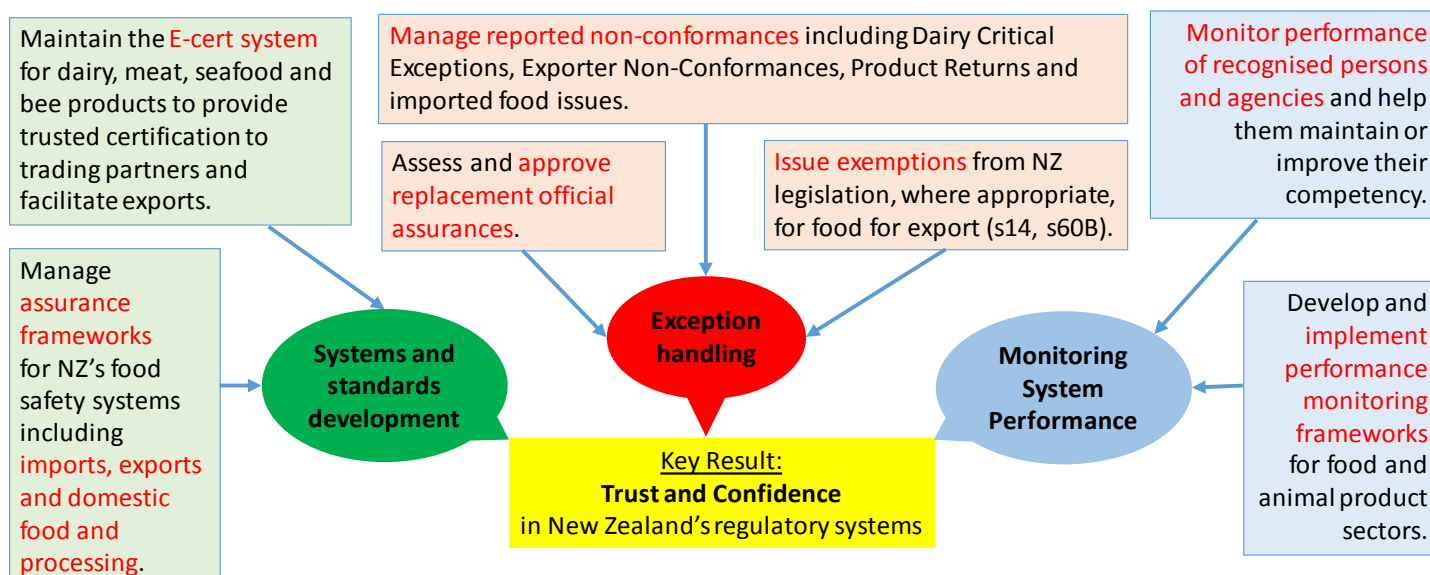 Maintain the E-cert system
for dairy, meat, seafood and
bee products to provide
trusted certification to
trading partners and
facilitate exports.
Manage reported non-conformances including Dairy Critical
Exceptions, Exporter Non-Conformances, Product Returns and
imported food issues.
Monitor performance
of recognised persons
and agencies and help
them maintain or
improve their
competency.
Assess and approve
replacement official
assurances.
Issue exemptions from NZ
legislation, where appropriate,
for food for export (s14, s60B).
Manage
assurance
frameworks
for NZ’s food
safety systems
including
imports, exports
and domestic
food and
processing.
Systems and
standards
development
Exception
handling
Monitoring
System
Performance
Develop and
implement
performance
monitoring
frameworks
for food and
animal product
sectors.
Key Result:
Trust and Confidence
in New Zealand’s regulatory systems